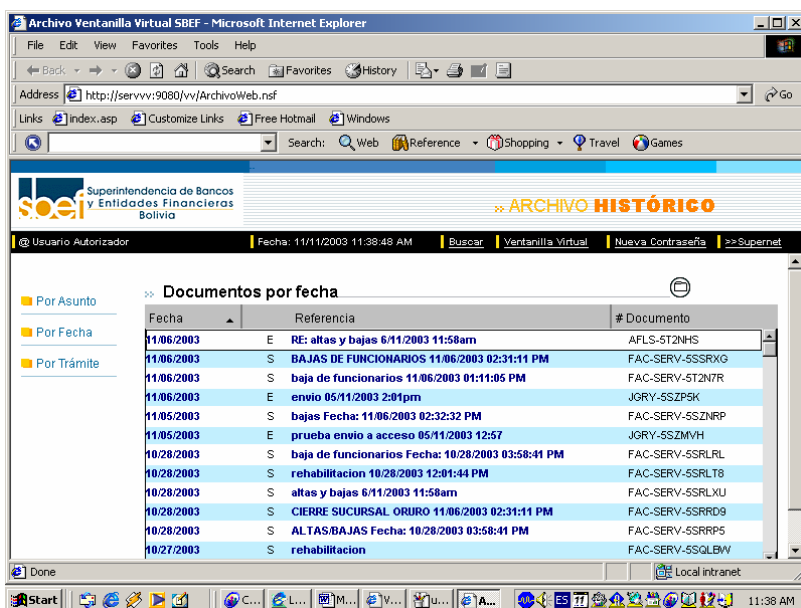 Archivo Ventanilla Virtual SBEF - Microsoft Internet Explorer
File Edit View Favorites Tools Help
Back Search Favorites History
Address http://servvv:9080/vv/ArchivoWeb.nsf Go
Links index.asp Customize Links Free Hotmail Windows
Search: Web Reference Shopping Travel Games
sbef Superintendencia de Bancos
y Entidades Financieras
Bolivia
» ARCHIVO HISTÓRICO
@ Usuario Autorizador Fecha: 11/11/2003 11:38:48 AM Buscar Ventanilla Virtual Nueva Contraseña >>Supernet
Por Asunto
Por Fecha
Por Trámite
» Documentos por fecha
Fecha Referencia # Documento
11/06/2003 E RE: altas y bajas 6/11/2003 11:58am AFLS-5T2NHS
11/06/2003 S BAJAS DE FUNCIONARIOS 11/06/2003 02:31:11 PM FAC-SERV-5SSRXG
11/06/2003 S baja de funcionarios 11/06/2003 01:11:05 PM FAC-SERV-5T2N7R
11/06/2003 E envio 05/11/2003 2:01pm JGRY-5SZP5K
11/05/2003 S bajas Fecha: 11/06/2003 02:32:32 PM FAC-SERV-5SZNRP
11/05/2003 E prueba envio a acceso 05/11/2003 12:57 JGRY-5SZMVH
10/28/2003 S baja de funcionarios Fecha: 10/28/2003 03:58:41 PM FAC-SERV-5SRLRL
10/28/2003 S rehabilitacion 10/28/2003 12:01:44 PM FAC-SERV-5SRLT8
10/28/2003 S altas y bajas 6/11/2003 11:58am FAC-SERV-5SRLXU
10/28/2003 S CIERRE SUCURSAL ORURO 11/06/2003 02:31:11 PM FAC-SERV-5SRRD9
10/28/2003 S ALTAS/BAJAS Fecha: 10/28/2003 03:58:41 PM FAC-SERV-5SRRP5
10/27/2003 S rehabilitacion FAC-SERV-5SQLBW
Done Local intranet
Start C... L... M... V... u... A... ES 11:38 AM